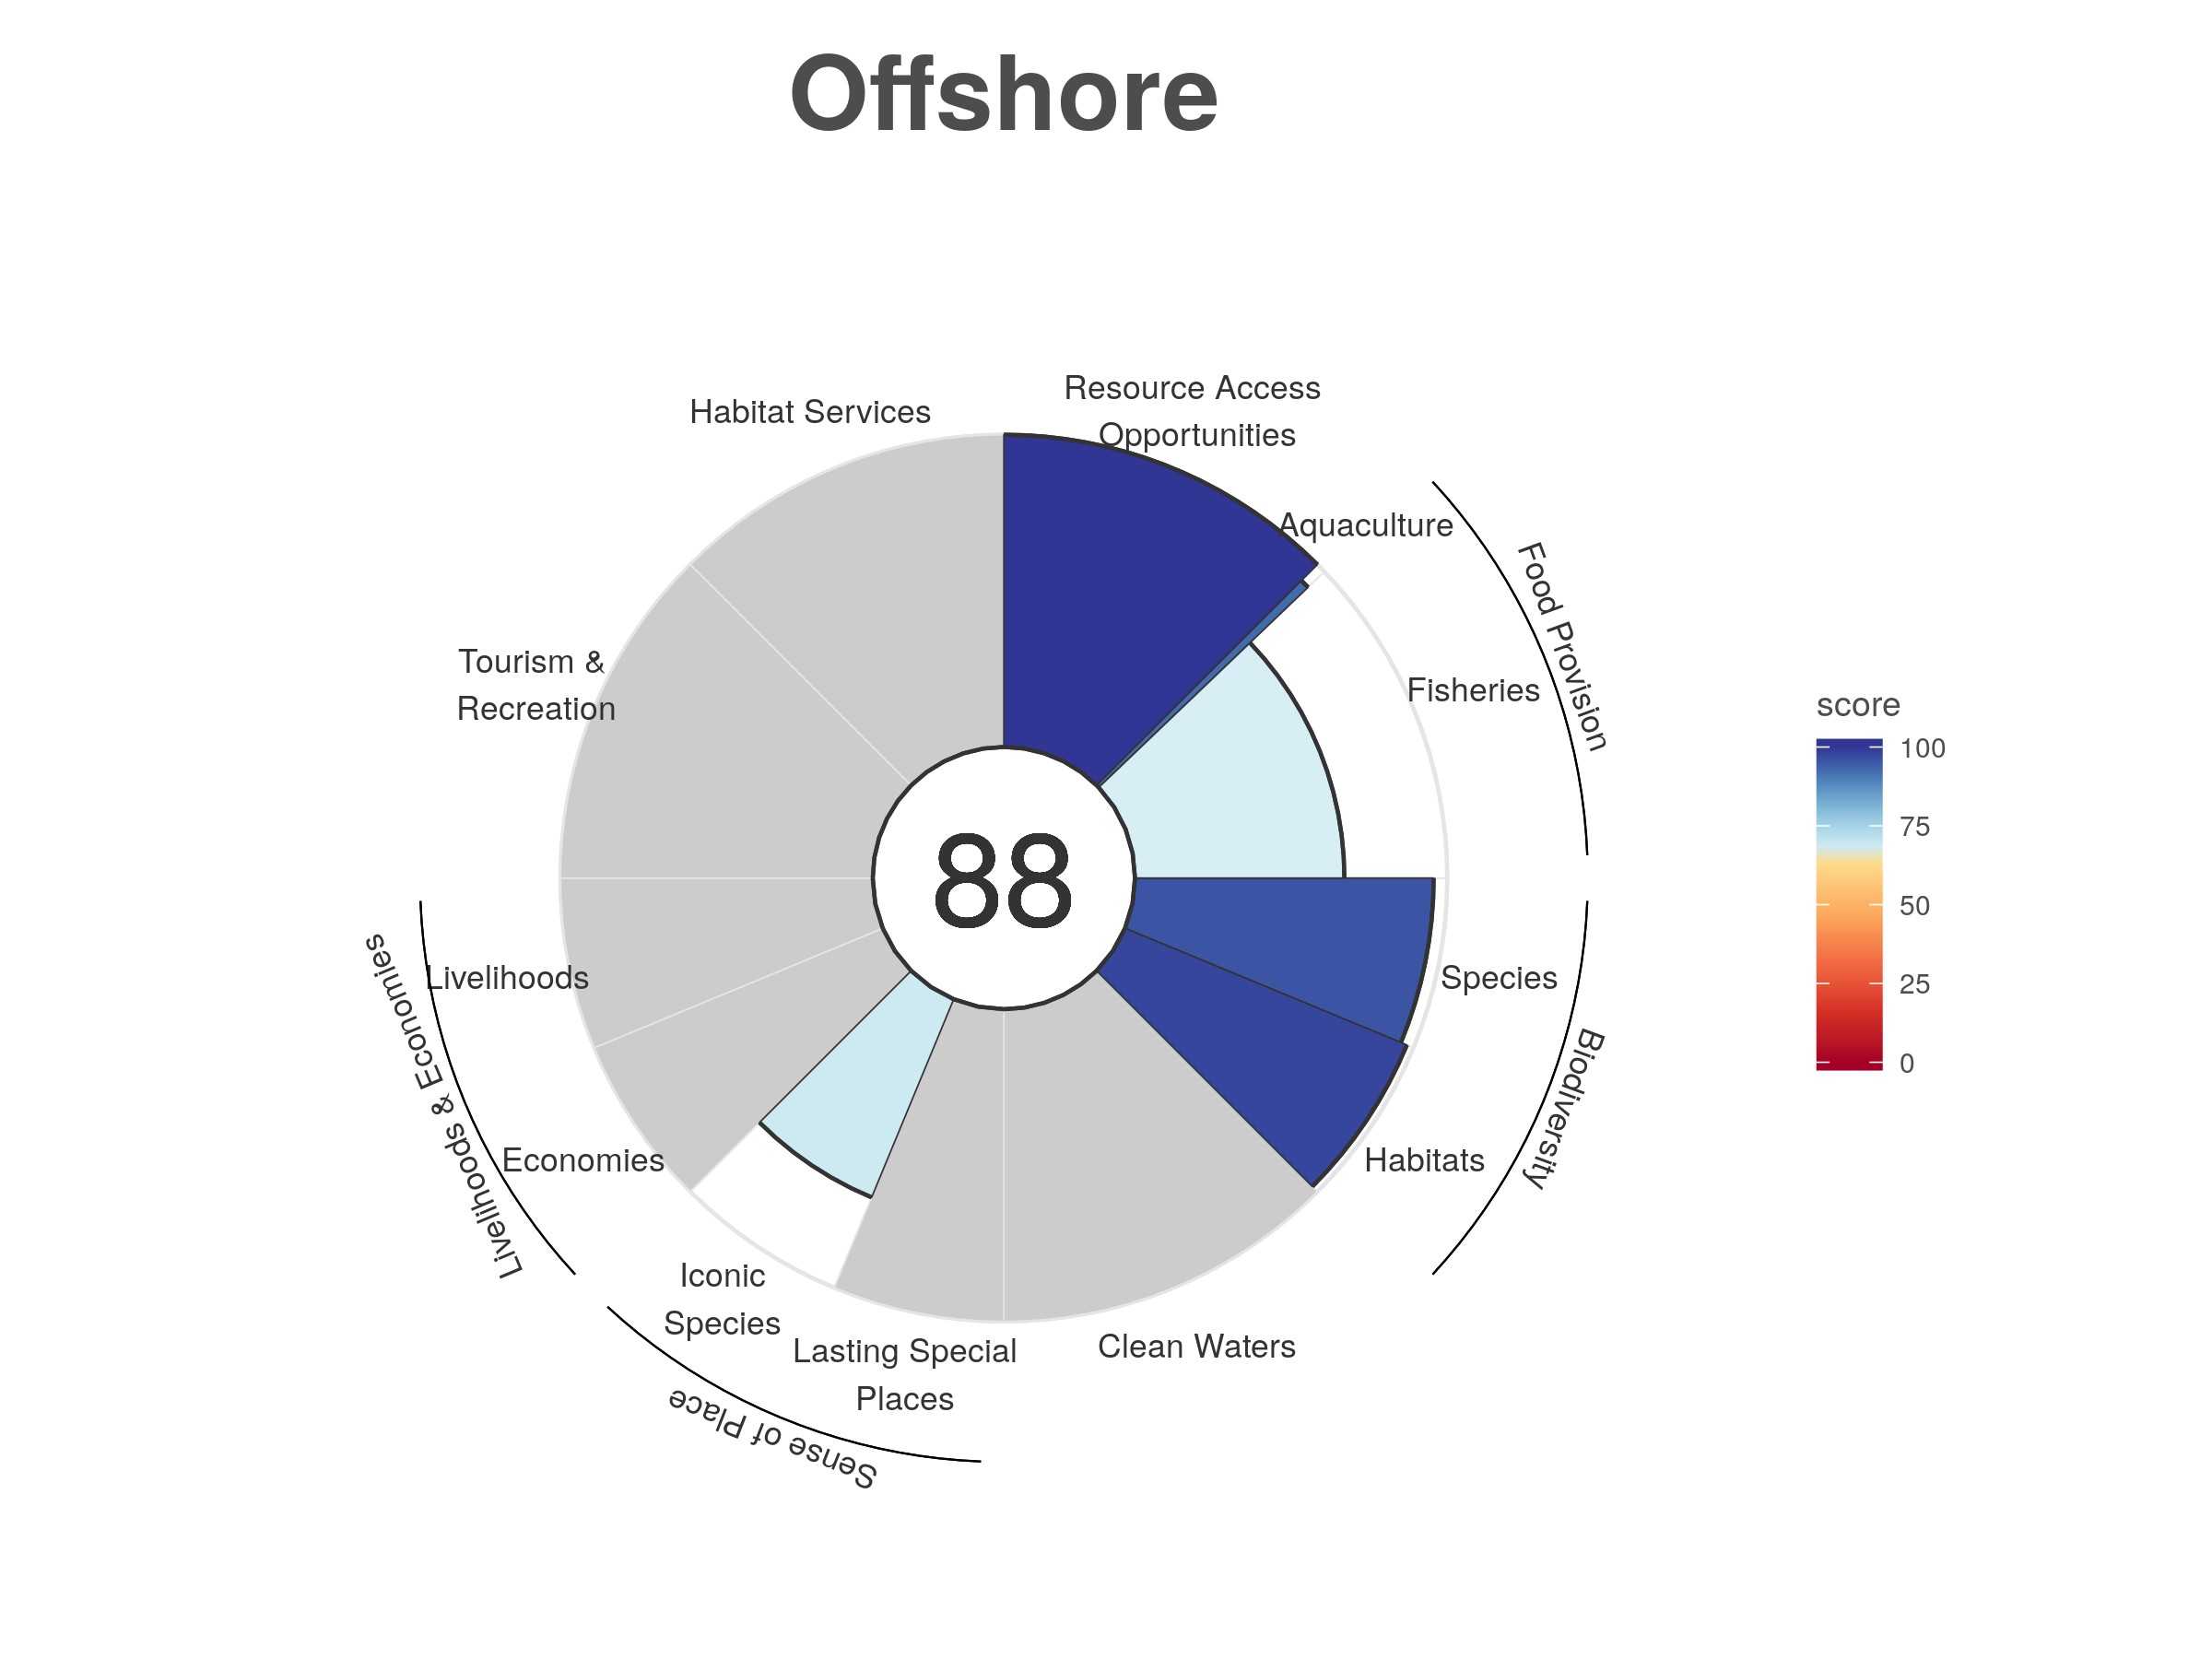 Offshore
Habitat Services
Resource Access
Opportunities
Aquaculture
Food Provision
Fisheries
Tourism &
Recreation
score
100
75
50
25
0
88
Species
Biodiversity
Habitats
Livelihoods
Livelihoods & Economies
Economies
Iconic
Species
Lasting Special
Places
Clean Waters
Sense of Place